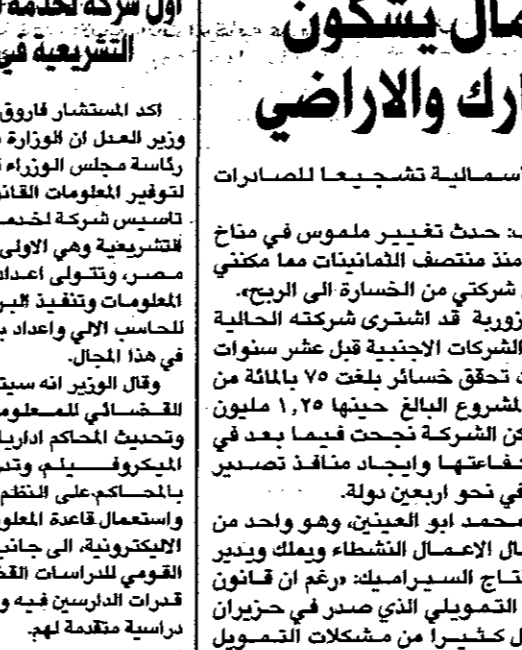 مال يشكون
ارك والاراضي
اسمالية تشجيعا للصادرات
حدث تغيير ملموس في مناخ
منذ منتصف الثمانينات مما مكنني
شركتي من الخسارة الى الربح».
زورية قد اشترى شركته الحالية
الشركات الاجنبية قبل عشر سنوات
تحقق خسائر بلغت ٧٥ بالمائة من
المشروع البالغ حينها ١,٢٥ مليون
كن الشركة نجحت فيما بعد في
كفاءتها وايجاد منافذ تصدير
في نحو اربعين دولة.
محمد ابو العينين، وهو واحد من
ال الاعمال النشطاء ويملك ويدير
تاج السيراميك: «رغم ان قانون
التمويلي الذي صدر في حزيران
ل كثيرا من مشكلات التمويل
اول شركة لخدمة
التشريعية في
اكد المستشار فاروق
وزير العدل ان الوزارة
رئاسة مجلس الوزراء
لتوفير المعلومات القانو
تاسيس شركة لخدمة
التشريعية وهي الاولى
مصر، وتتولى اعداد
المعلومات وتنفيذ البر
للحاسب الالي واعداد
في هذا المجال.
وقال الوزير انه سيت
القضائي للمعلوم
وتحديث المحاكم اداريا
الميكروفيلم، وتد
بالمحاكم على النظم
واستعمال قاعدة المعلو
الاليكترونية، الى جانب
القومي للدراسات القض
قدرات الدارسين فيه و
دراسية متقدمة لهم.